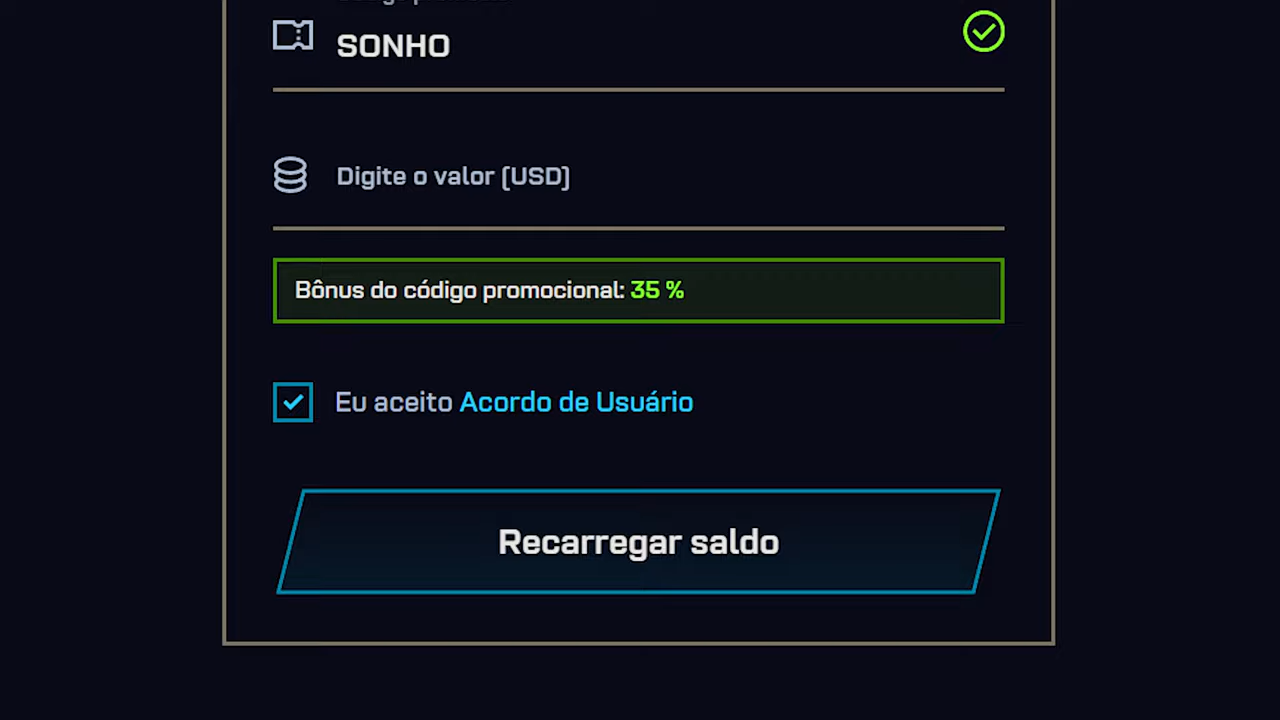 SONHO
Digite o valor (USD)
Bônus do código promocional: 35 %
Eu aceito Acordo de Usuário
Recarregar saldo